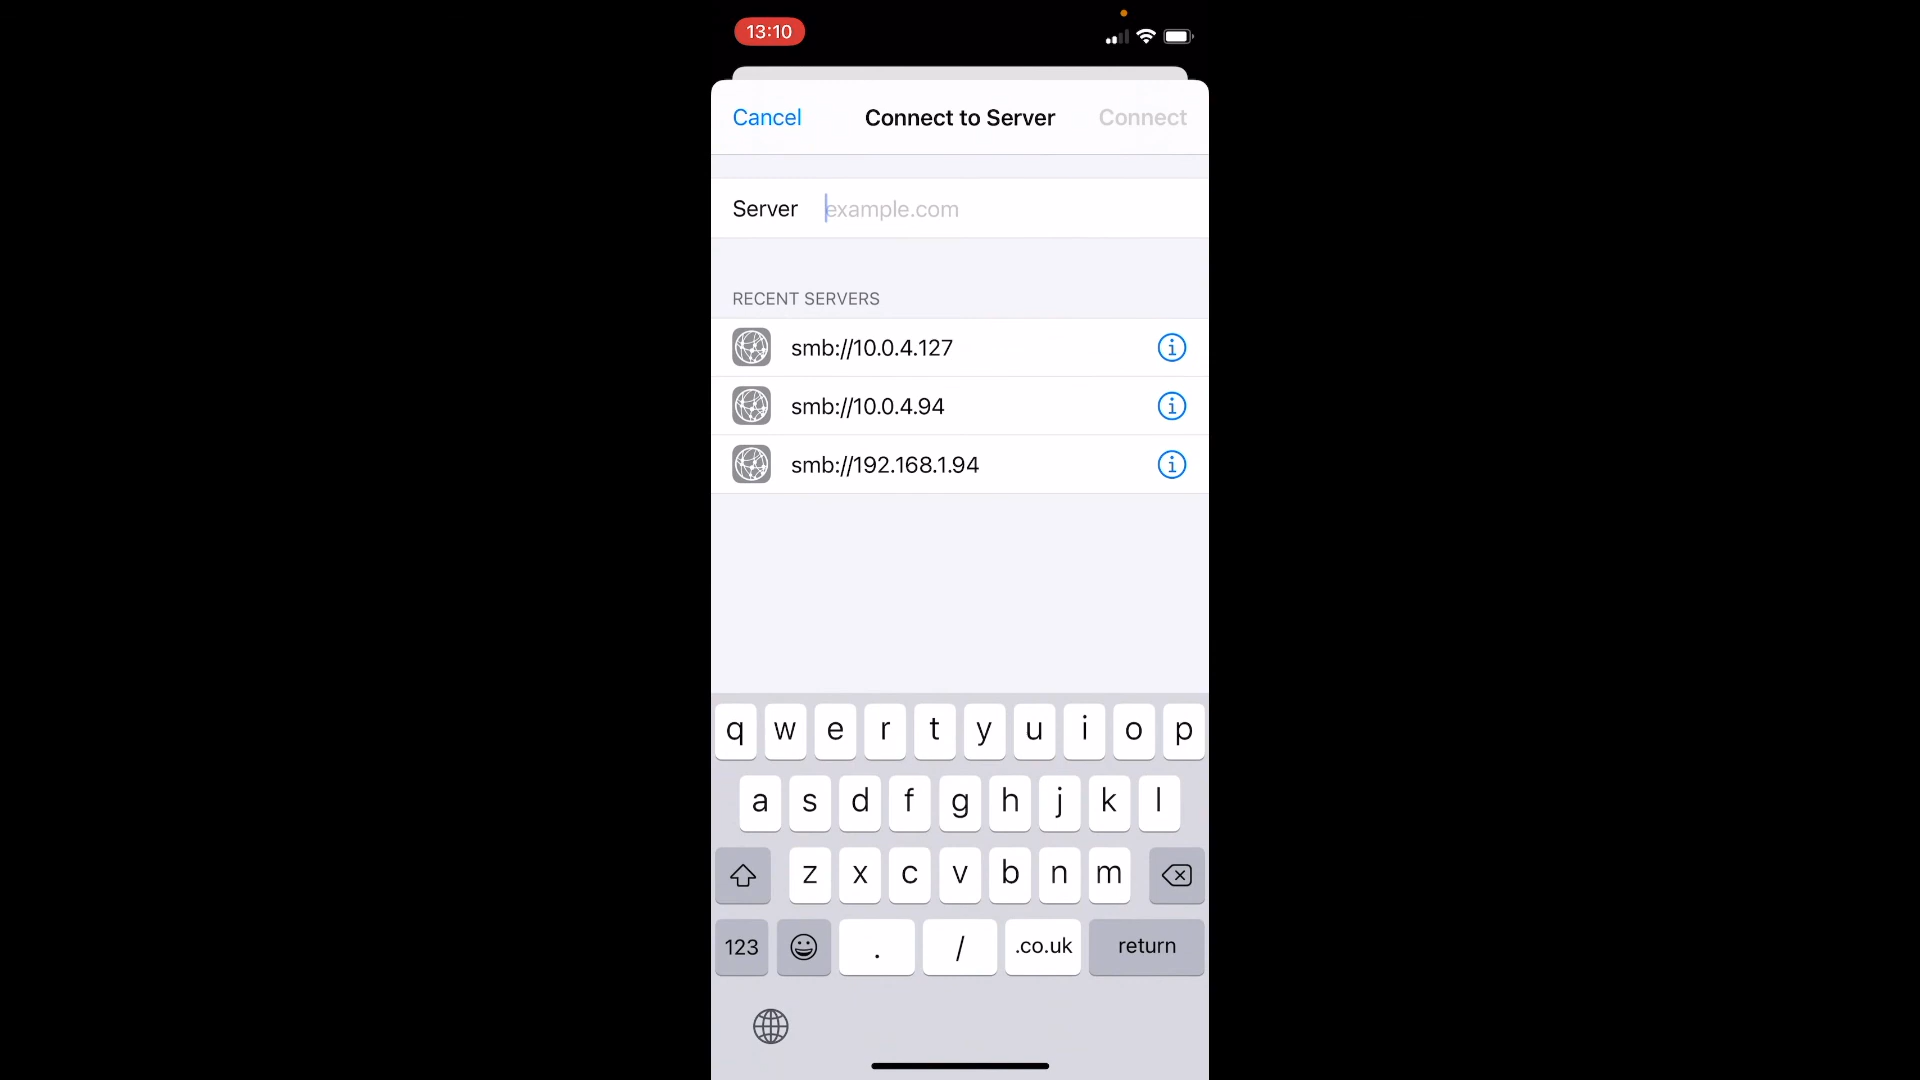 13:10
Cancel Connect to Server Connect
Server example.com
RECENT SERVERS
smb://10.0.4.127
smb://10.0.4.94
smb://192.168.1.94
q w e r t y u i o p
a s d f g h j k l
z x c v b n m
123 . / .co.uk return